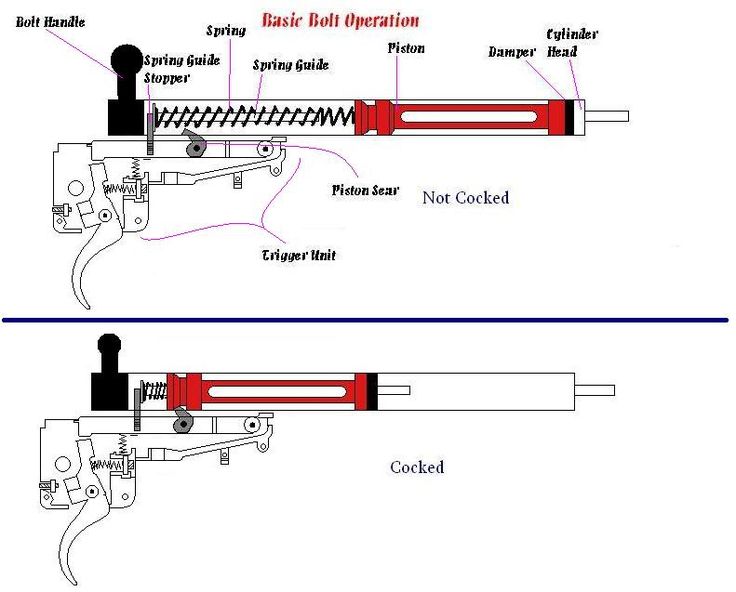 Basic Bolt Operation
Bolt Handle
Spring
Spring Guide
Stopper
Spring Guide
Piston
Damper
Cylinder
Head
Piston Sear
Not Cocked
Trigger Unit
Cocked